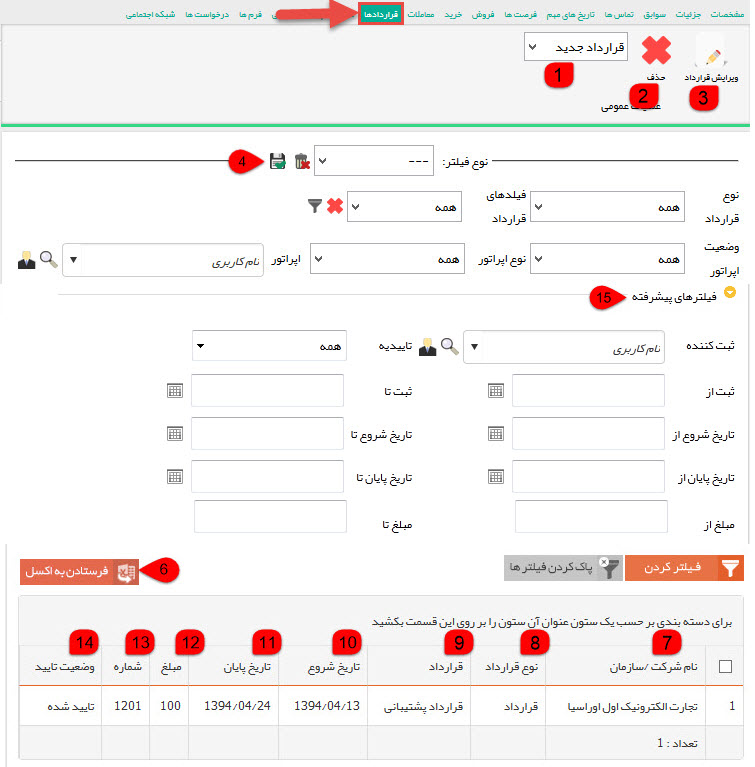 مشخصات جزئیات سوابق تماس ها تاریخ های مهم فرصت ها فروش خرید معاملات قراردادها فرم ها درخواست ها شبکه اجتماعی
ویرایش قرارداد حذف قرارداد جدید
3 2 1
عمومی
نوع فیلتر: --- 4
نوع قرارداد همه فیلدهای قرارداد همه
وضعیت اپراتور همه نوع اپراتور همه اپراتور نام کاربری
فیلترهای پیشرفته 15
ثبت کننده نام کاربری تاییدیه همه
ثبت از ثبت تا
تاریخ شروع از تاریخ شروع تا
تاریخ پایان از تاریخ پایان تا
مبلغ از مبلغ تا
فیلتر کردن پاک کردن فیلتر ها 6 فرستادن به اکسل
برای دسته بندی بر حسب یک ستون عنوان آن ستون را بر روی این قسمت بکشید
7 8 9 10 11 12 13 14
نام شرکت /سازمان نوع قرارداد قرارداد تاریخ شروع تاریخ پایان مبلغ شماره وضعیت تایید
1 تجارت الکترونیک اول اوراسیا قرارداد قرارداد پشتیبانی 1394/04/13 1394/04/24 100 1201 تایید شده
تعداد : 1